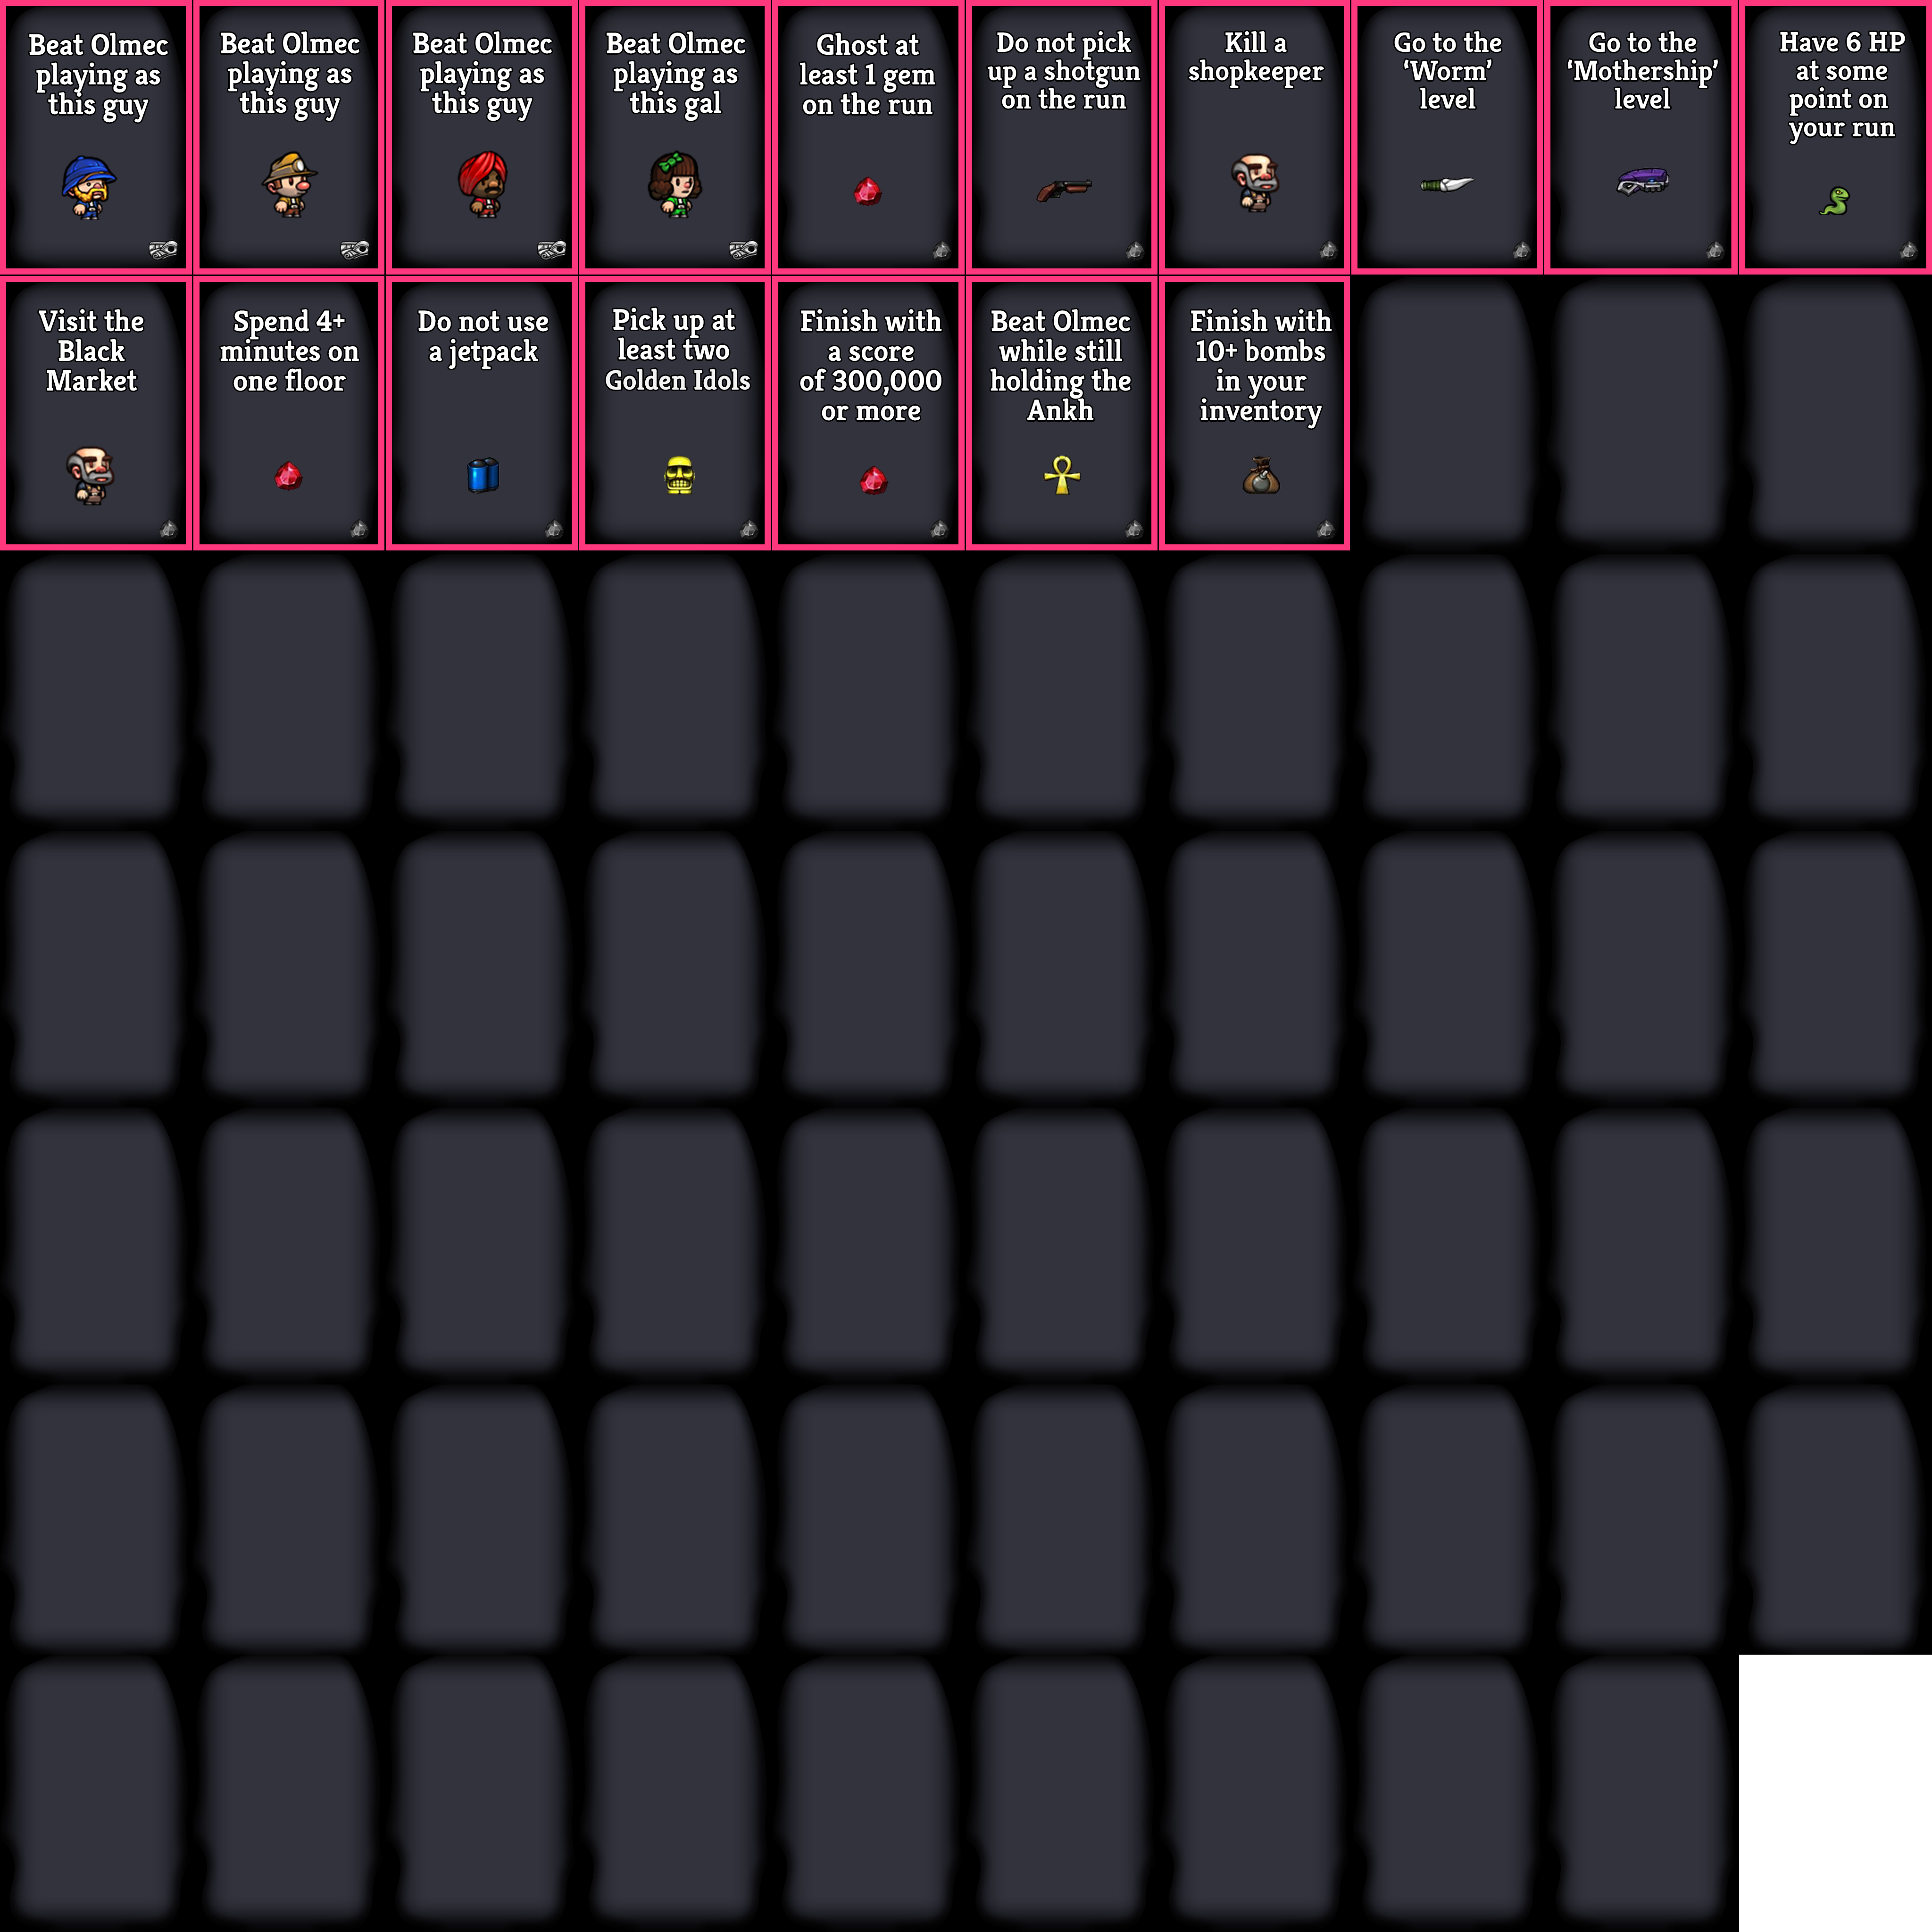 Beat Olmec
playing as
this guy
Beat Olmec
playing as
this guy
Beat Olmec
playing as
this guy
Beat Olmec
playing as
this gal
Ghost at
least 1 gem
on the run
Do not pick
up a shotgun
on the run
Kill a
shopkeeper
Go to the
‘Worm’
level
Go to the
‘Mothership’
level
Have 6 HP
at some
point on
your run
Visit the
Black
Market
Spend 4+
minutes on
one floor
Do not use
a jetpack
Pick up at
least two
Golden Idols
Finish with
a score
of 300,000
or more
Beat Olmec
while still
holding the
Ankh
Finish with
10+ bombs
in your
inventory